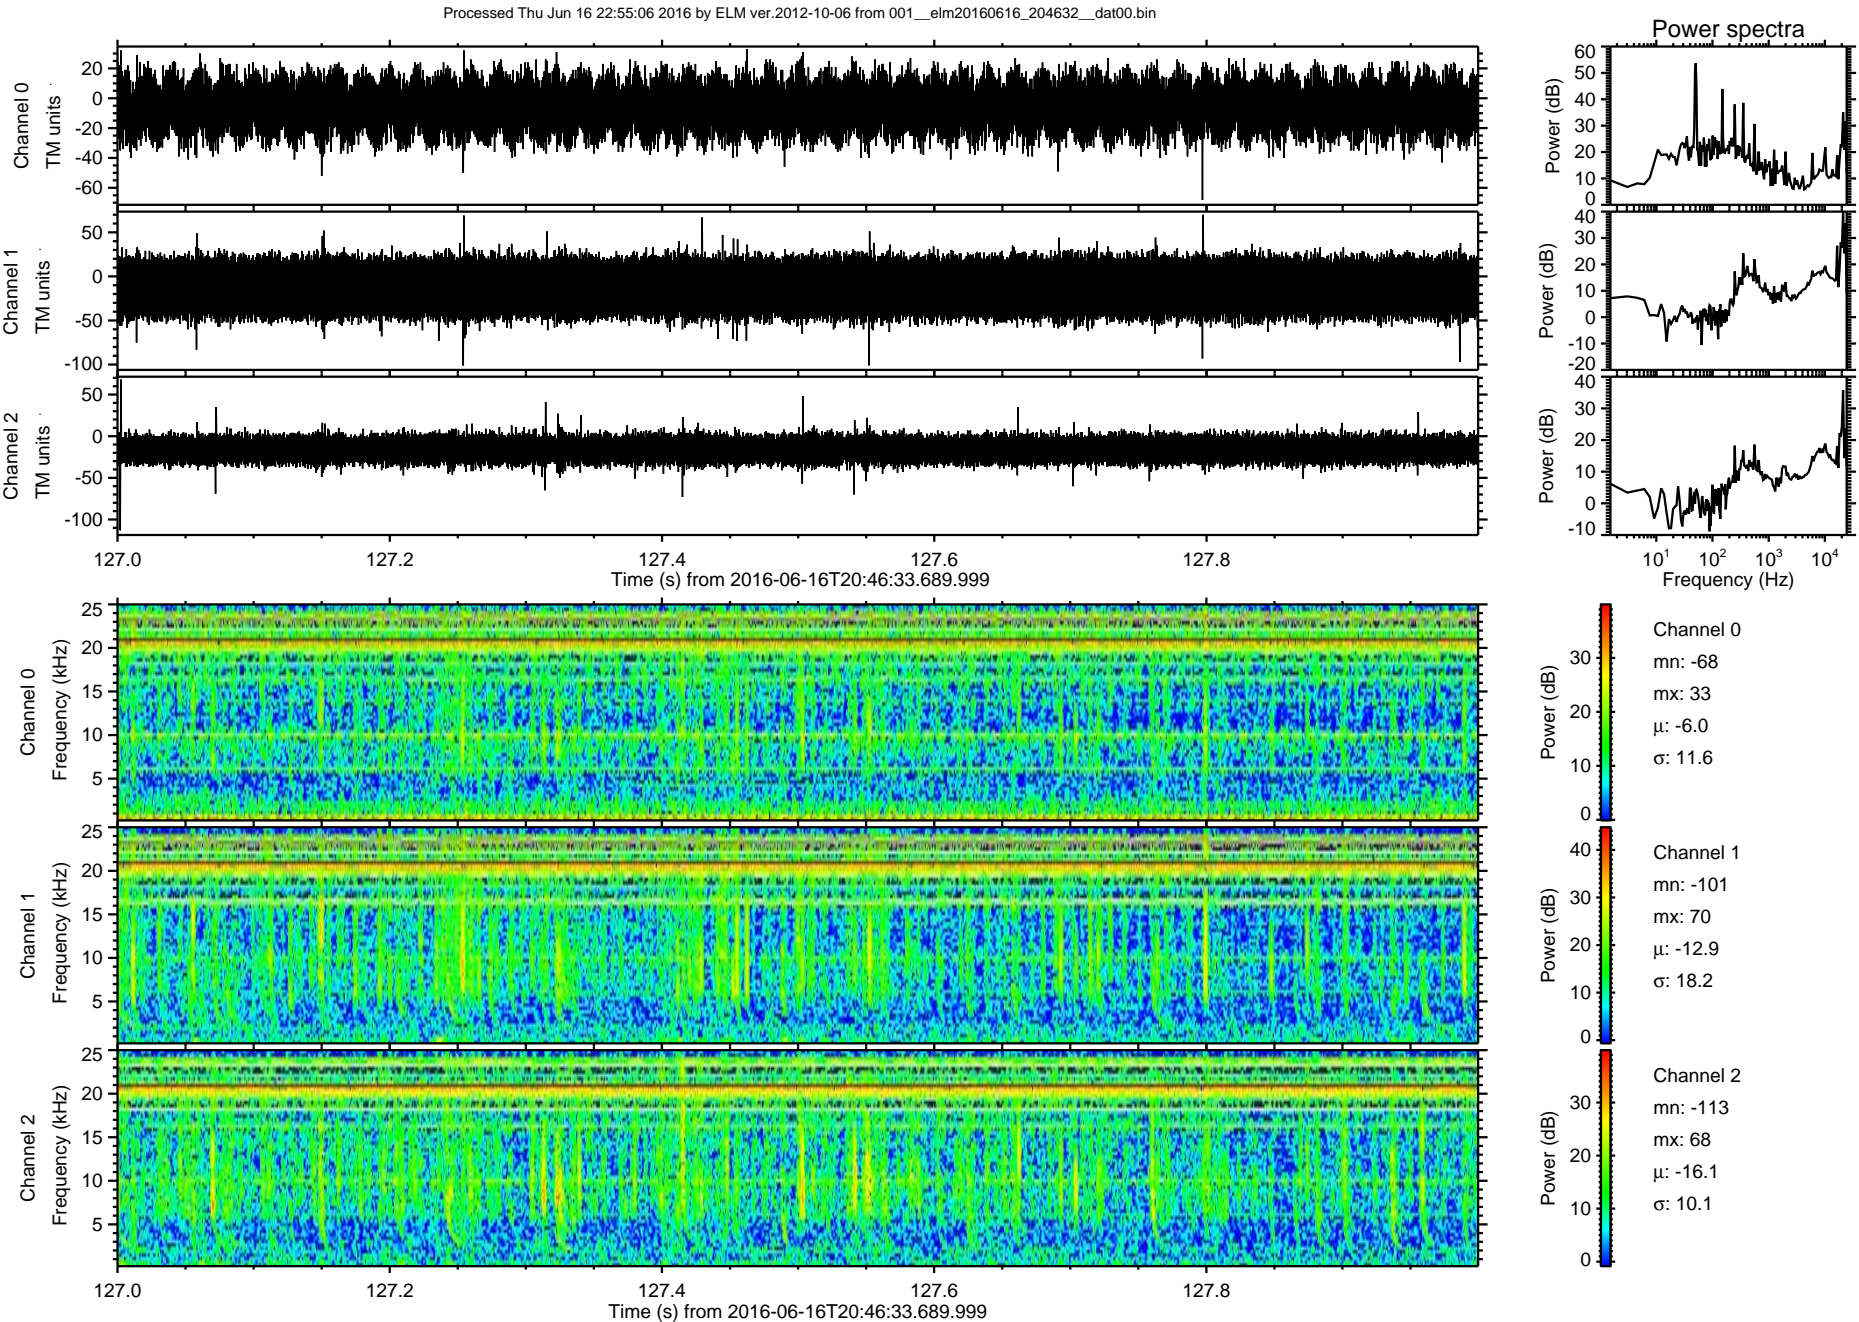 Processed Thu Jun 16 22:55:06 2016 by ELM ver.2012-10-06 from 001__elm20160616_204632__dat00.bin
Power spectra
Channel 0
TM units
20
0
-20
-40
-60
Power (dB)
60
50
40
30
20
10
0
Channel 1
TM units
50
0
-50
-100
Power (dB)
40
30
20
10
0
-10
-20
Channel 2
TM units
50
0
-50
-100
Power (dB)
40
30
20
10
0
-10
127.0 127.2 127.4 127.6 127.8
Time (s) from 2016-06-16T20:46:33.689.999
10¹ 10² 10³ 10⁴
Frequency (Hz)
Channel 0
Frequency (kHz)
25
20
15
10
5
Power (dB)
30
20
10
0
Channel 0
mn: -68
mx: 33
μ: -6.0
σ: 11.6
Channel 1
Frequency (kHz)
25
20
15
10
5
Power (dB)
40
30
20
10
0
Channel 1
mn: -101
mx: 70
μ: -12.9
σ: 18.2
Channel 2
Frequency (kHz)
25
20
15
10
5
Power (dB)
30
20
10
0
Channel 2
mn: -113
mx: 68
μ: -16.1
σ: 10.1
127.0 127.2 127.4 127.6 127.8
Time (s) from 2016-06-16T20:46:33.689.999